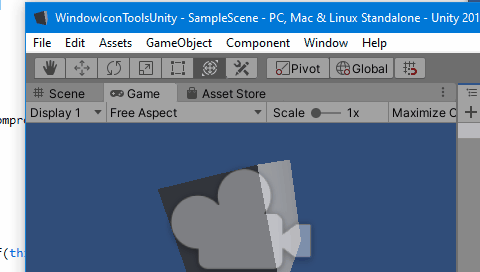 WindowIconToolsUnity - SampleScene - PC, Mac & Linux Standalone - Unity 201
File Edit Assets GameObject Component Window Help
Pivot Global
Scene Game Asset Store
Display 1 Free Aspect Scale 1x Maximize
f(thi